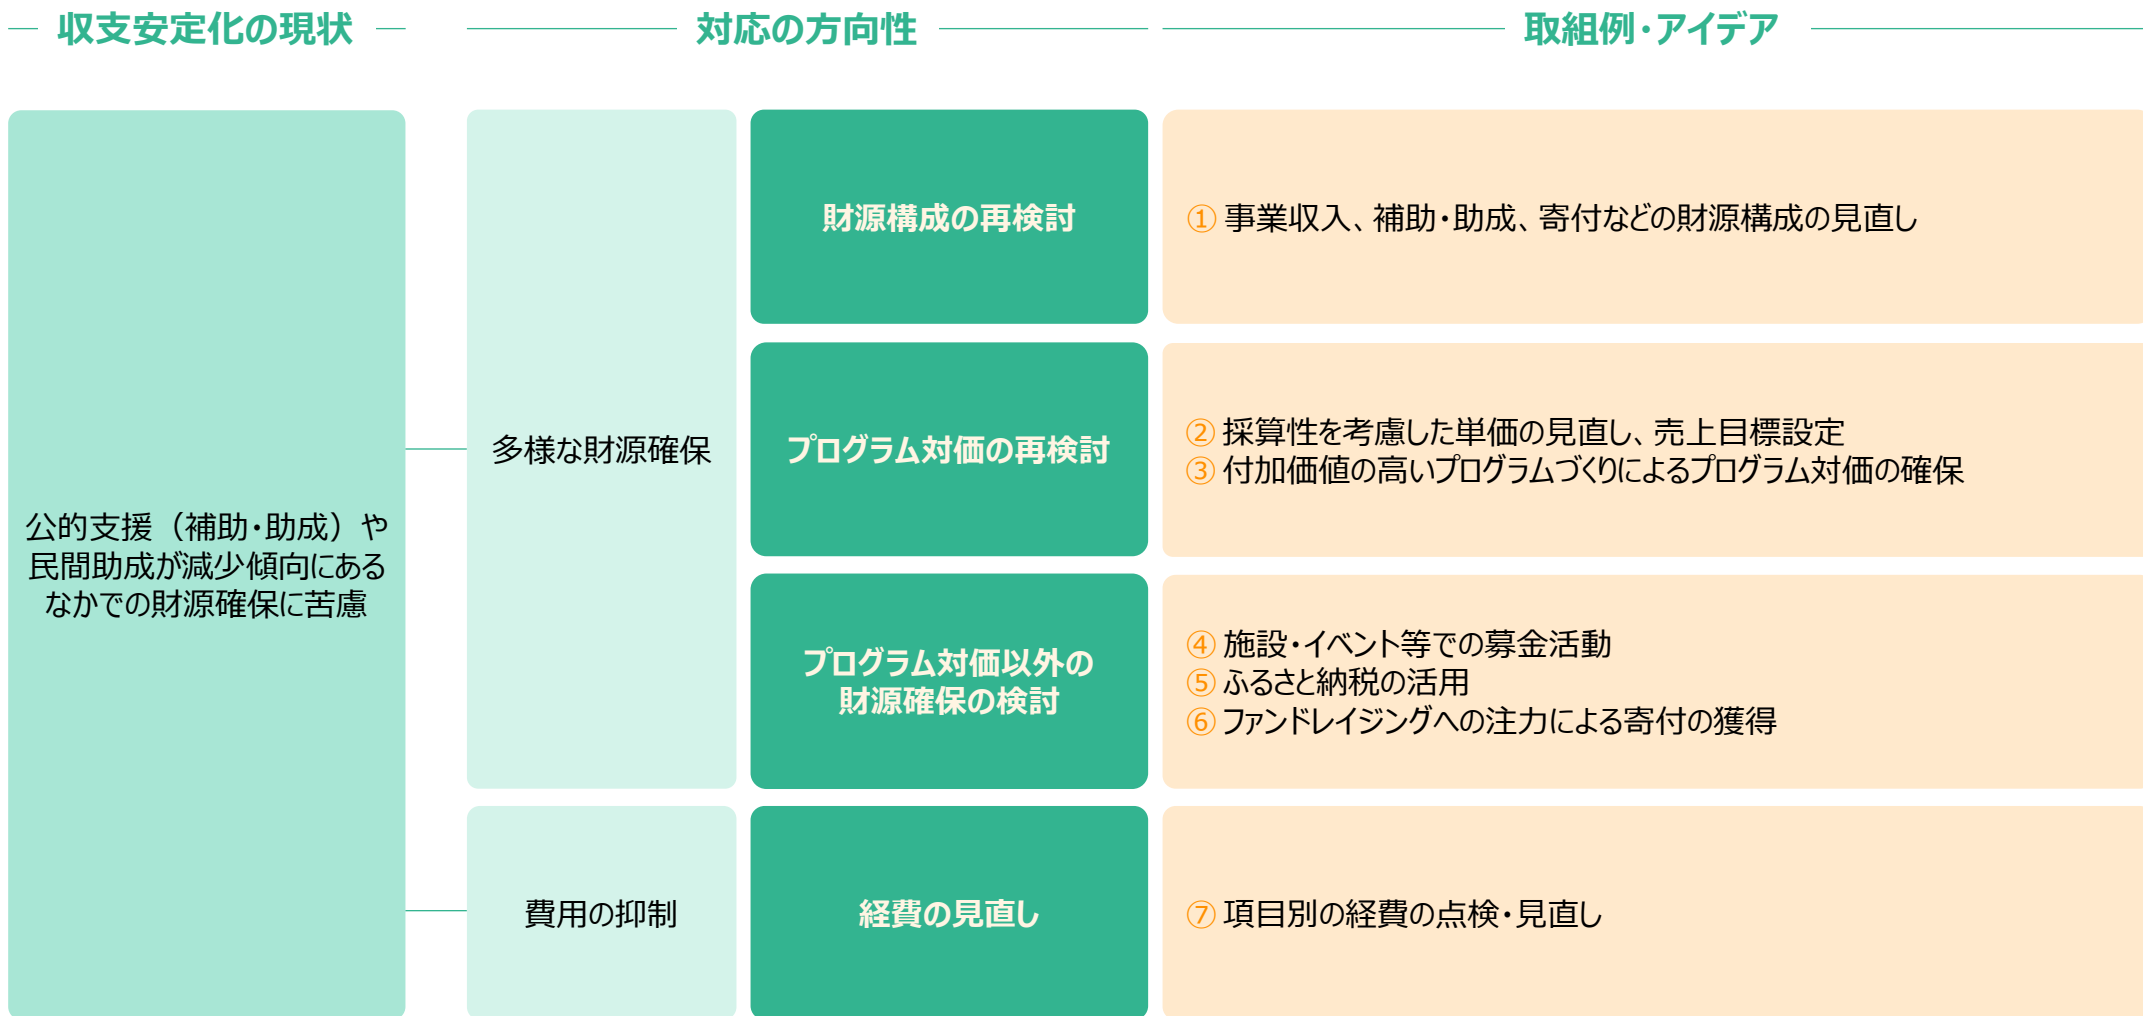 収支安定化の現状
対応の方向性
取組例・アイデア
公的支援（補助・助成）や
民間助成が減少傾向にある
なかでの財源確保に苦慮
多様な財源確保
財源構成の再検討
① 事業収入、補助・助成、寄付などの財源構成の見直し
プログラム対価の再検討
② 採算性を考慮した単価の見直し、売上目標設定
③ 付加価値の高いプログラムづくりによるプログラム対価の確保
プログラム対価以外の
財源確保の検討
④ 施設・イベント等での募金活動
⑤ ふるさと納税の活用
⑥ ファンドレイジングへの注力による寄付の獲得
費用の抑制
経費の見直し
⑦ 項目別の経費の点検・見直し